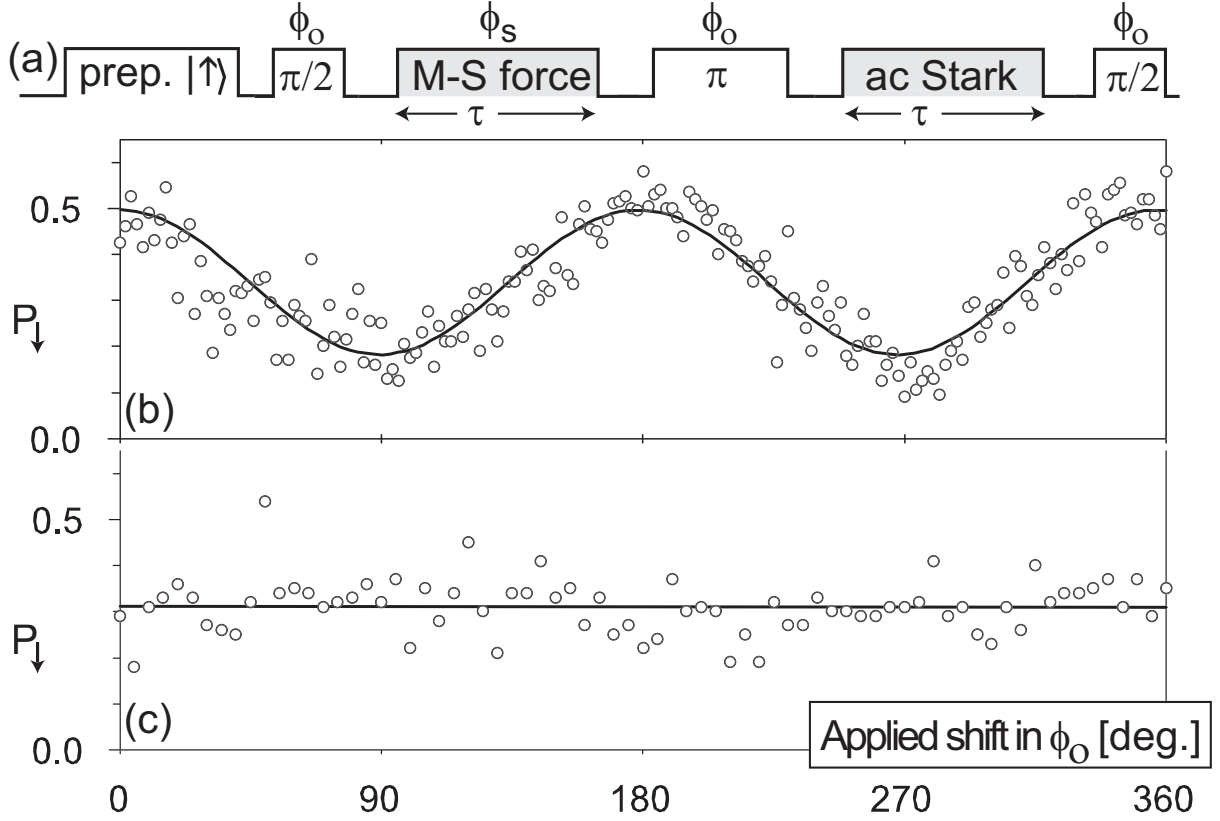 ϕo ϕs ϕo ϕo
(a) prep. |↑⟩ π/2 M-S force π ac Stark π/2
τ τ
0.5
P↓
(b)
0.0
0.5
P↓
(c)
Applied shift in ϕo [deg.]
0.0
0 90 180 270 360